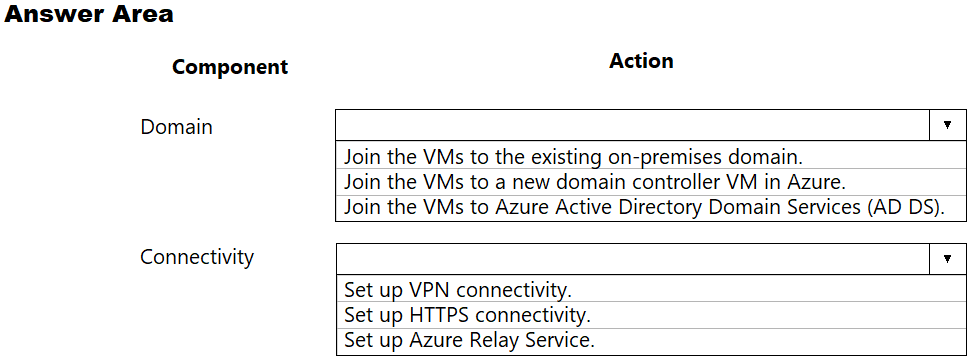 Answer Area
Component Action
Domain
Join the VMs to the existing on-premises domain.
Join the VMs to a new domain controller VM in Azure.
Join the VMs to Azure Active Directory Domain Services (AD DS).
Connectivity
Set up VPN connectivity.
Set up HTTPS connectivity.
Set up Azure Relay Service.